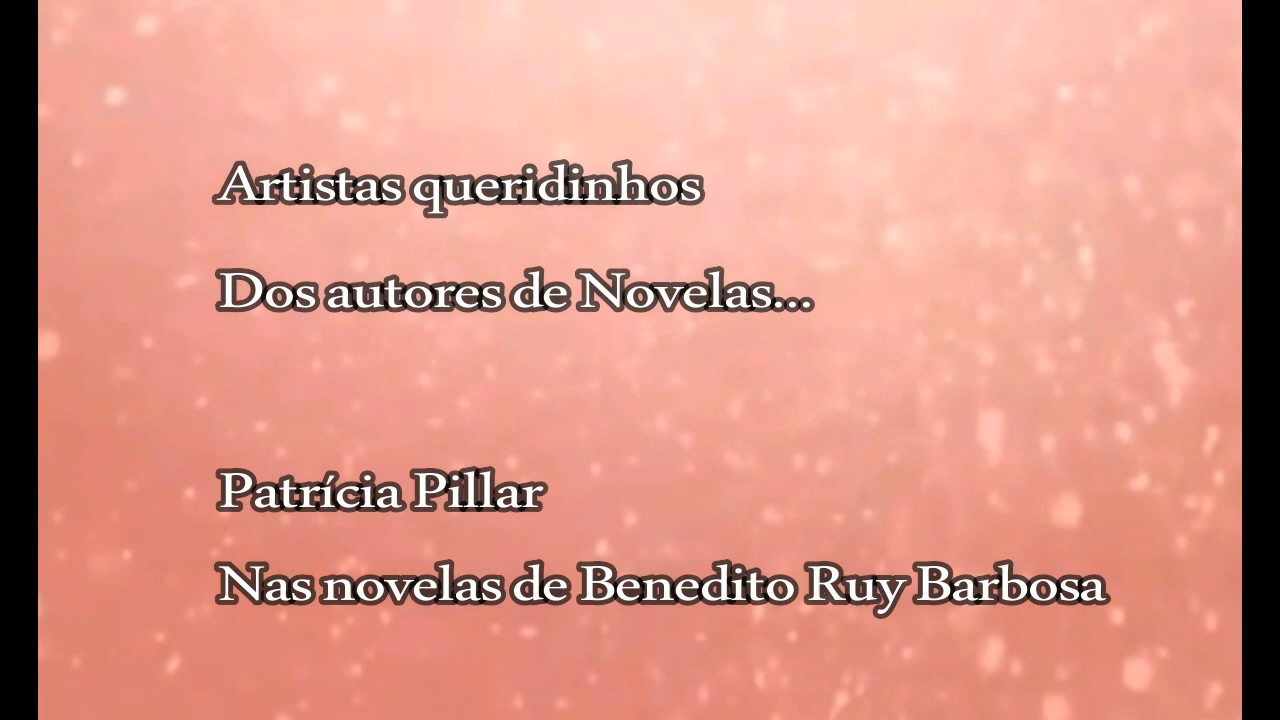 Artistas queridinhos
Dos autores de Novelas...
Patrícia Pillar
Nas novelas de Benedito Ruy Barbosa